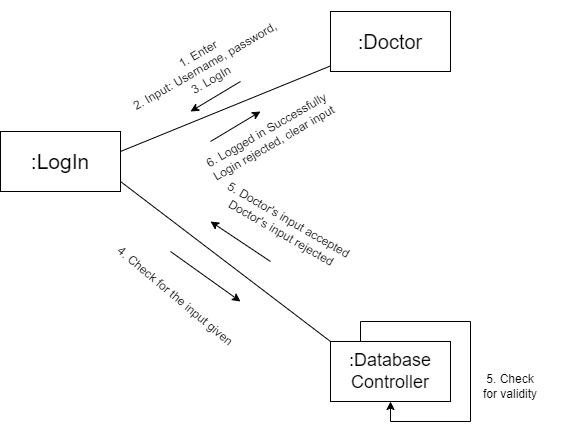 :Doctor
1. Enter
2. Input: Username, password,
3. LogIn
:LogIn
6. Logged in Successfully
Login rejected, clear input
5. Doctor's input accepted
Doctor's input rejected
4. Check for the input given
:Database
Controller
5. Check
for validity